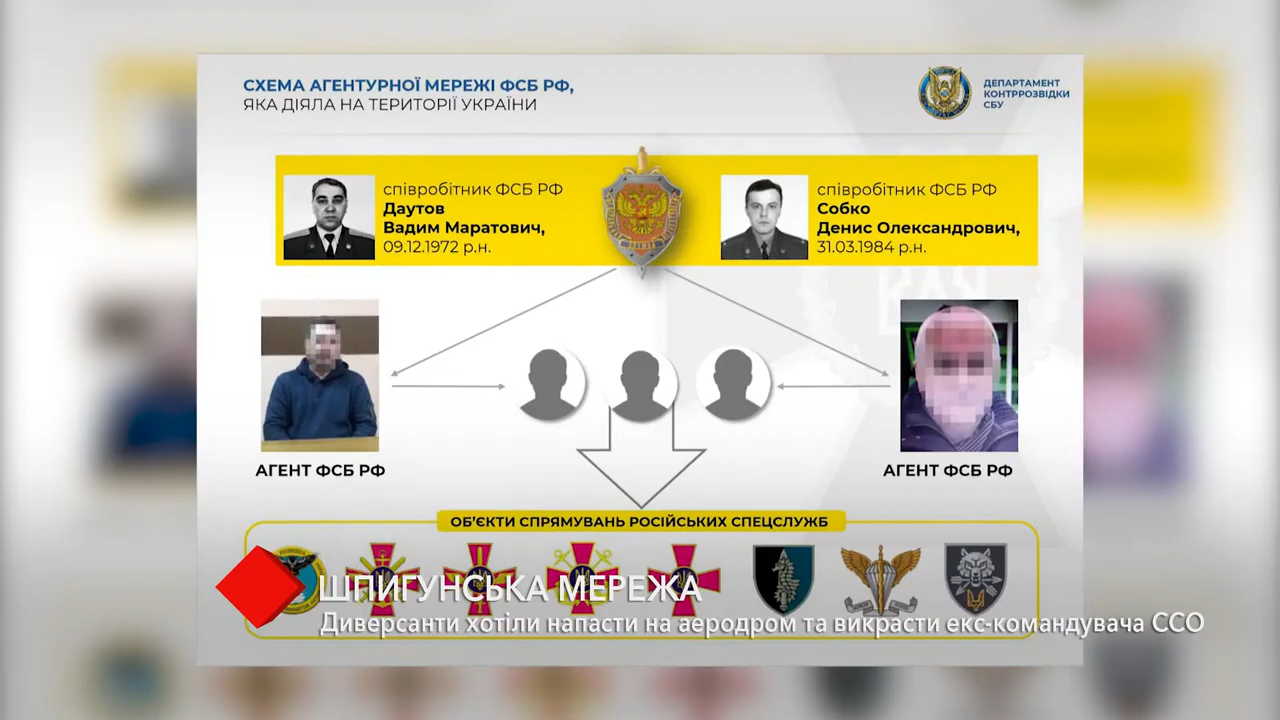 СХЕМА АГЕНТУРНОЇ МЕРЕЖІ ФСБ РФ,
ЯКА ДІЯЛА НА ТЕРИТОРІЇ УКРАЇНИ
ДЕПАРТАМЕНТ
КОНТРРОЗВІДКИ
СБУ
співробітник ФСБ РФ
Даутов
Вадим Маратович,
09.12.1972 р.н.
співробітник ФСБ РФ
Собко
Денис Олександрович,
31.03.1984 р.н.
АГЕНТ ФСБ РФ
АГЕНТ ФСБ РФ
ОБ'ЄКТИ СПРЯМУВАНЬ РОСІЙСЬКИХ СПЕЦСЛУЖБ
ШПИГУНСЬКА МЕРЕЖА
Диверсанти хотіли напасти на аеродром та викрасти екс-командувача ССО